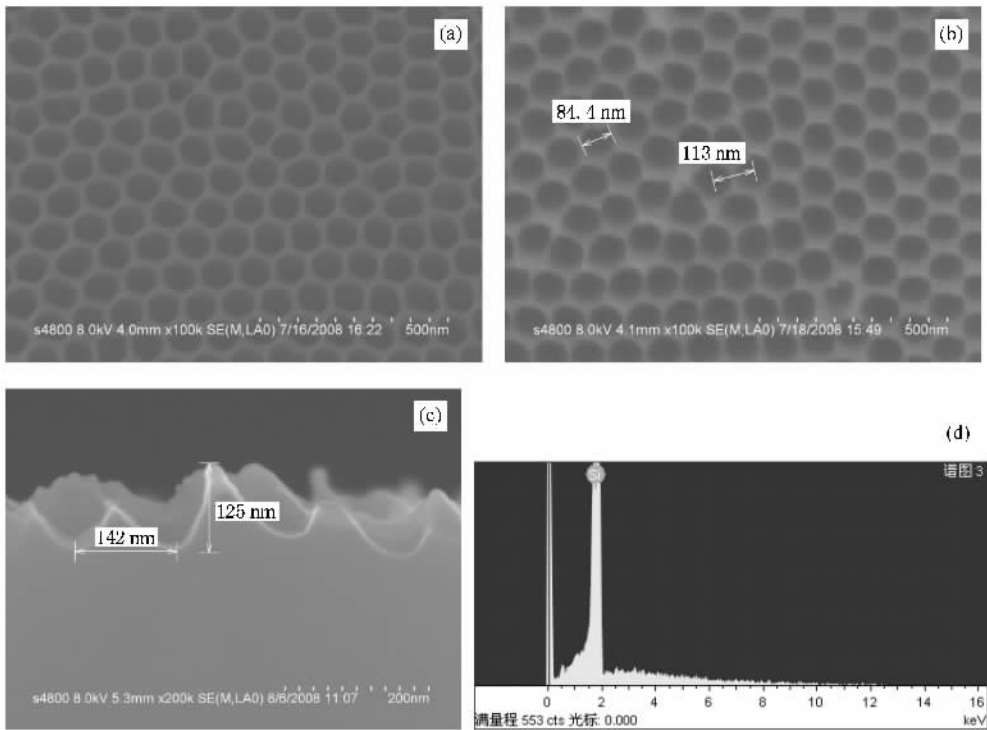 (a)
s4800 8.0kV 4.0mm x100k SE(M,LA0) 7/16/2008 16:22 500nm
(b)
84.4 nm
113 nm
s4800 8.0kV 4.1mm x100k SE(M,LA0) 7/18/2008 15:49 500nm
(c)
125 nm
142 nm
s4800 8.0kV 5.3mm x200k SE(M,LA0) 8/6/2008 11:07 200nm
(d)
谱图 3
Si
0 2 4 6 8 10 12 14 16
满量程 553 cts 光标: 0.000 keV